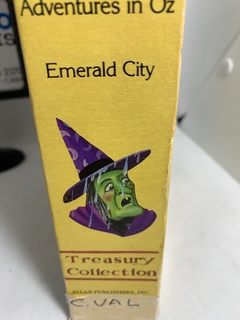 Adventures in Oz
Emerald City
Treasury
Collection
ALLAN PUBLISHERS, INC.
C. VAL